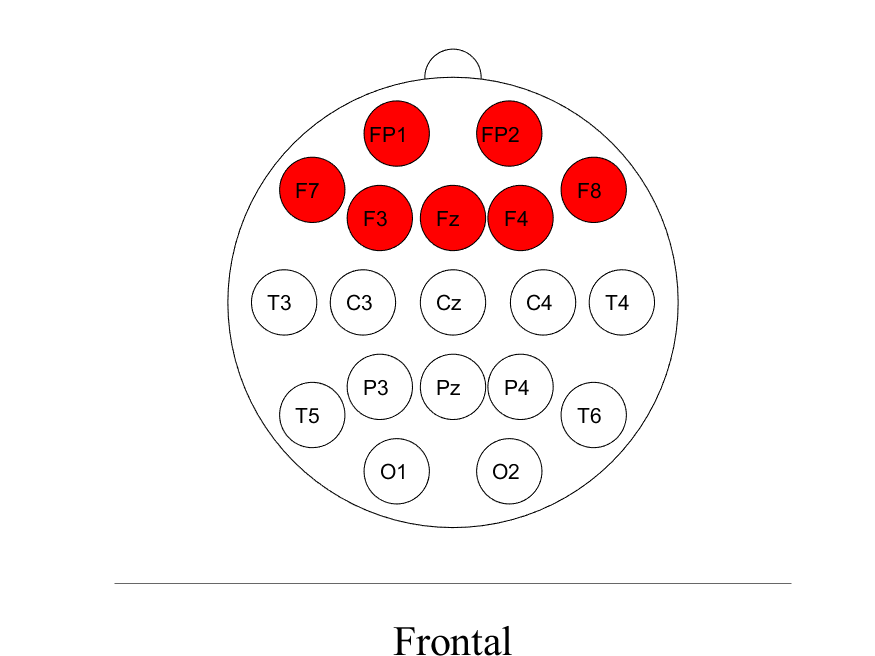 FP1 FP2
F7 F8
F3 Fz F4
T3 C3 Cz C4 T4
P3 Pz P4
T5 T6
O1 O2
Frontal